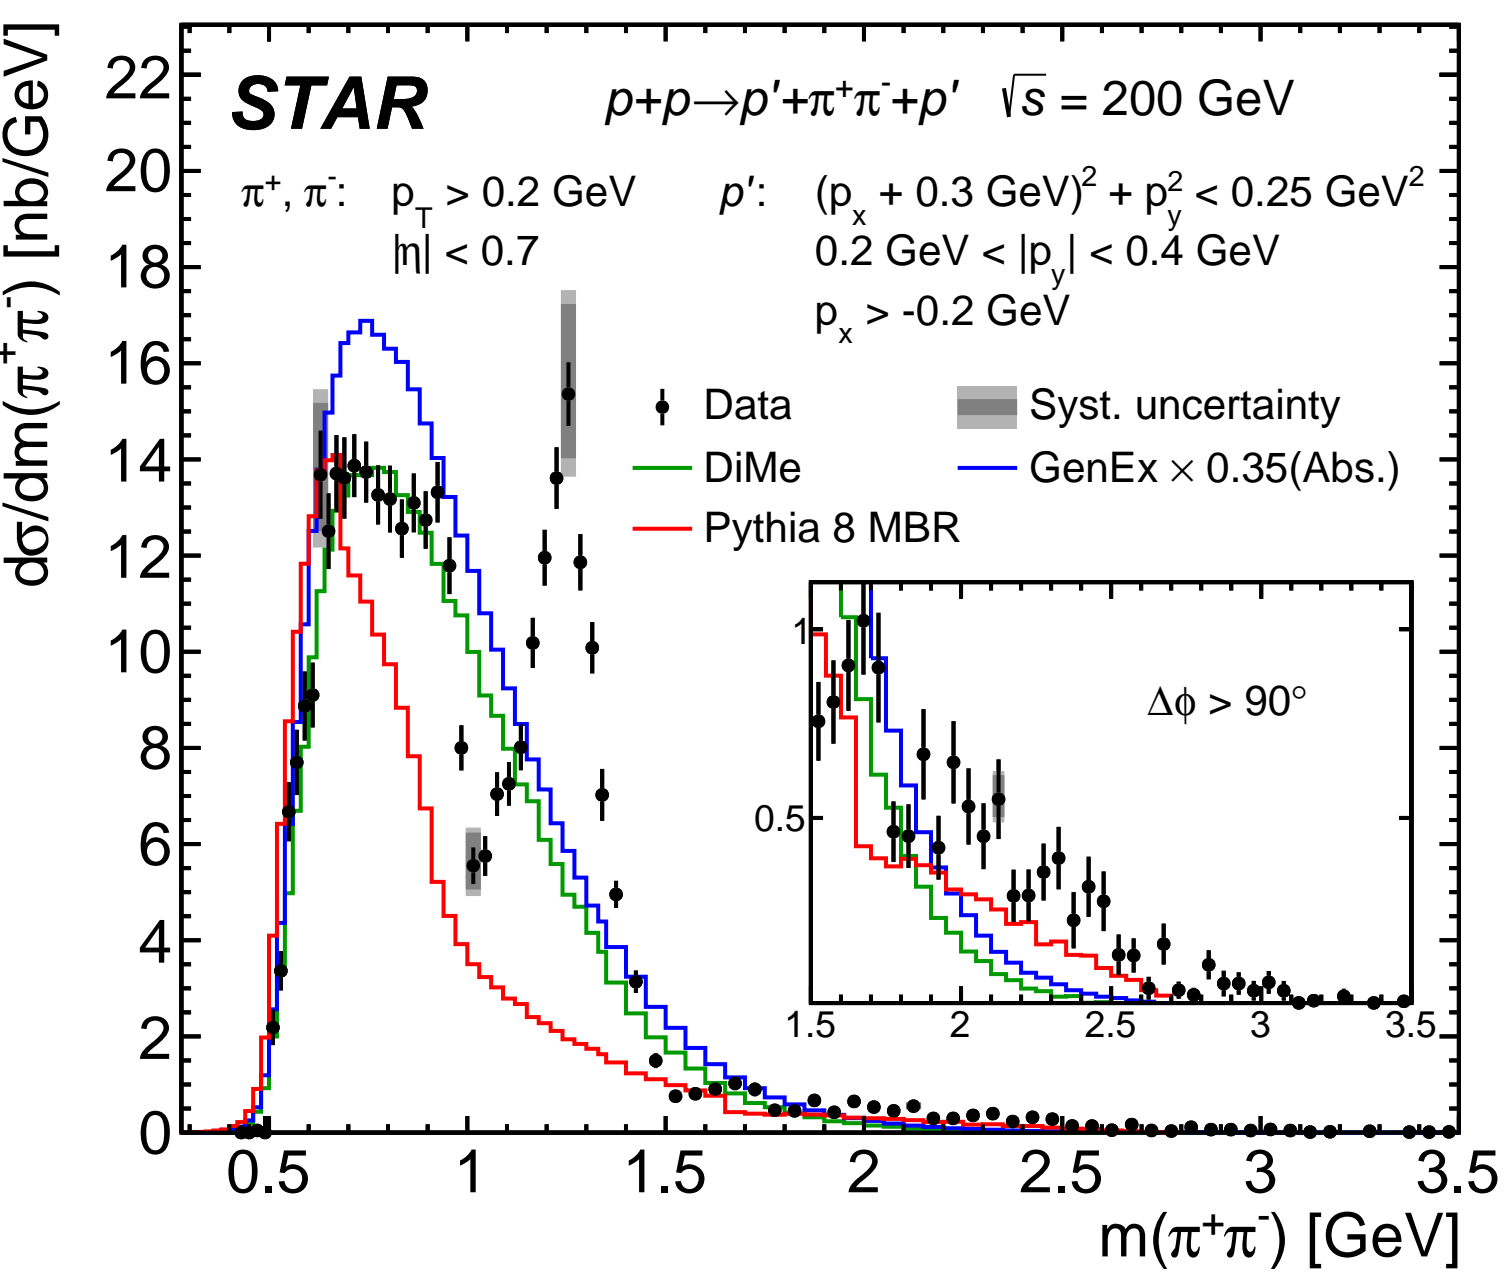 STAR p+p→p′+π⁺π⁻+p′ √s = 200 GeV
π⁺, π⁻: p_T > 0.2 GeV p′: (p_x + 0.3 GeV)² + p_y² < 0.25 GeV²
|η| < 0.7 0.2 GeV < |p_y| < 0.4 GeV
p_x > -0.2 GeV
Data Syst. uncertainty
DiMe GenEx × 0.35(Abs.)
Pythia 8 MBR
dσ/dm(π⁺π⁻) [nb/GeV]
22
20
18
16
14
12
10
8
6
4
2
0
Δϕ > 90°
1
0.5
1.5 2 2.5 3 3.5
0.5 1 1.5 2 2.5 3 3.5
m(π⁺π⁻) [GeV]